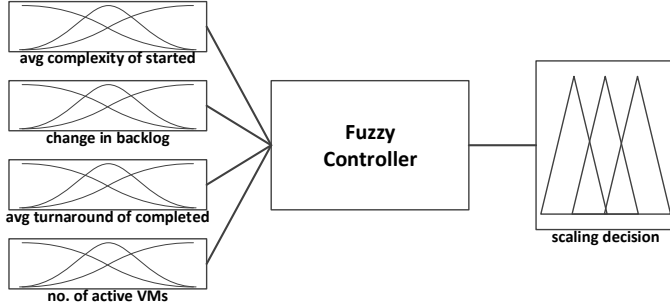 avg complexity of started
change in backlog
avg turnaround of completed
no. of active VMs
Fuzzy
Controller
scaling decision